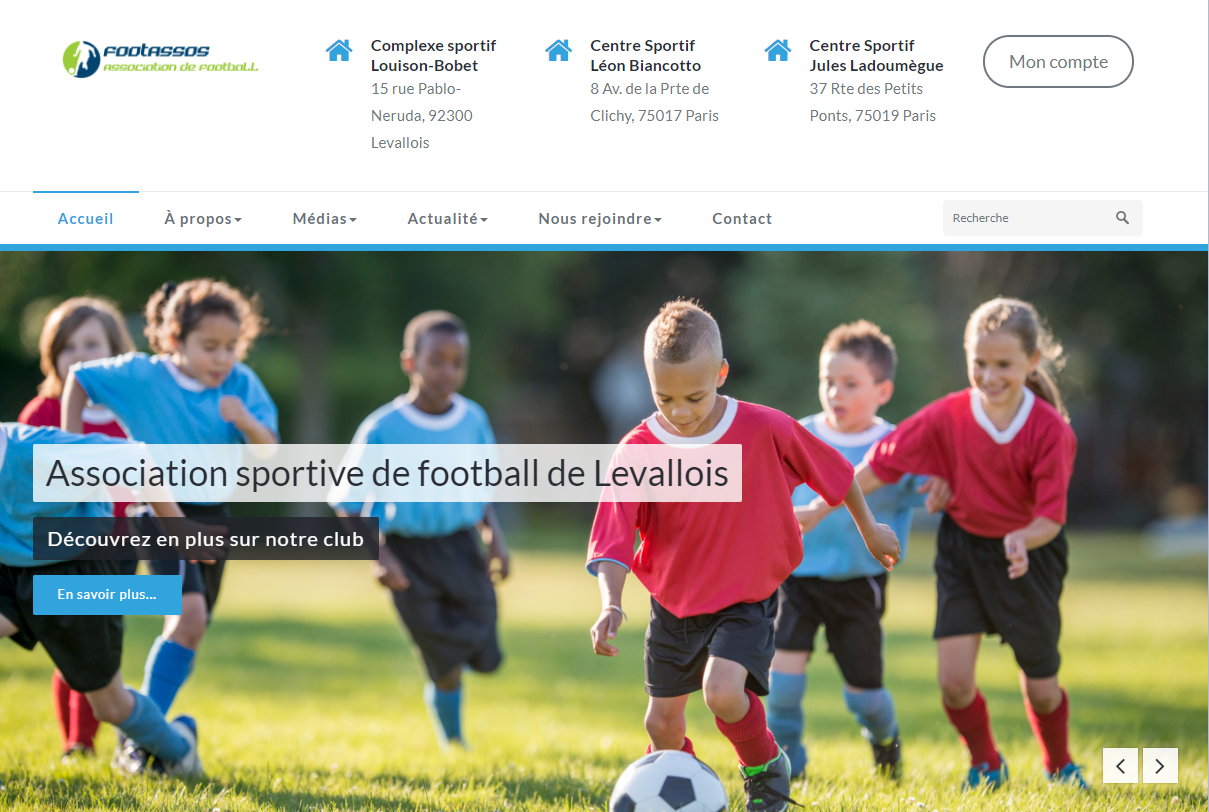 FOOTASSOS
ASSOCIATION DE FOOTBALL
Complexe sportif
Louison-Bobet
15 rue Pablo-
Neruda, 92300
Levallois
Centre Sportif
Léon Biancotto
8 Av. de la Prte de
Clichy, 75017 Paris
Centre Sportif
Jules Ladoumègue
37 Rte des Petits
Ponts, 75019 Paris
Mon compte
Accueil
À propos
Médias
Actualité
Nous rejoindre
Contact
Recherche
Association sportive de football de Levallois
Découvrez en plus sur notre club
En savoir plus...